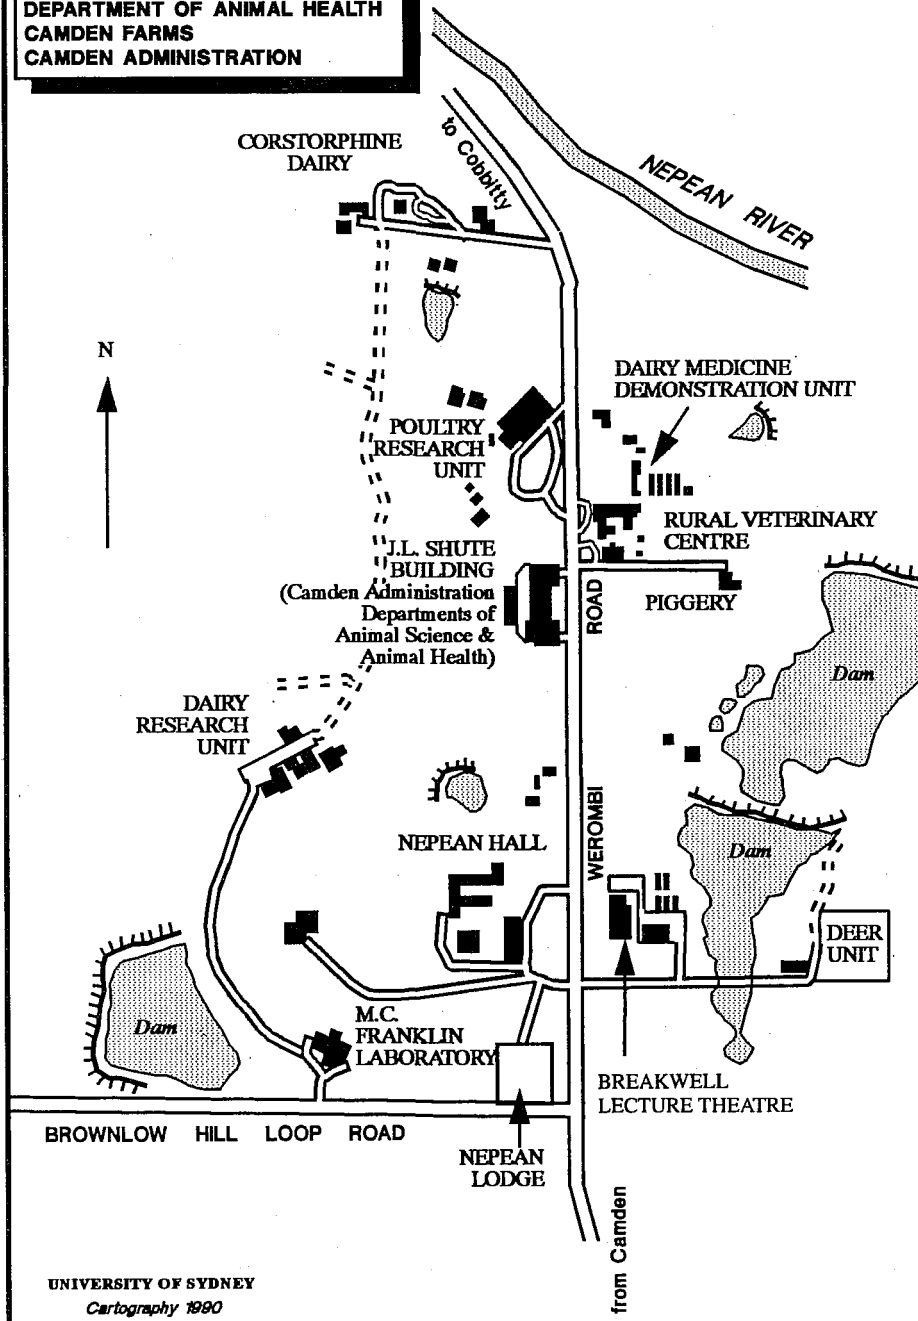 DEPARTMENT OF ANIMAL HEALTH
CAMDEN FARMS
CAMDEN ADMINISTRATION
to Cobbitty
CORSTORPHINE
DAIRY
NEPEAN RIVER
N
DAIRY MEDICINE
DEMONSTRATION UNIT
POULTRY
RESEARCH
UNIT
RURAL VETERINARY
CENTRE
J.L. SHUTE
BUILDING
(Camden Administration
Departments of
Animal Science &
Animal Health)
PIGGERY
ROAD
Dam
DAIRY
RESEARCH
UNIT
WEROMBI
NEPEAN HALL
Dam
DEER
UNIT
Dam
M.C.
FRANKLIN
LABORATORY
BREAKWELL
LECTURE THEATRE
BROWNLOW HILL LOOP ROAD
NEPEAN
LODGE
from Camden
UNIVERSITY OF SYDNEY
Cartography 1990